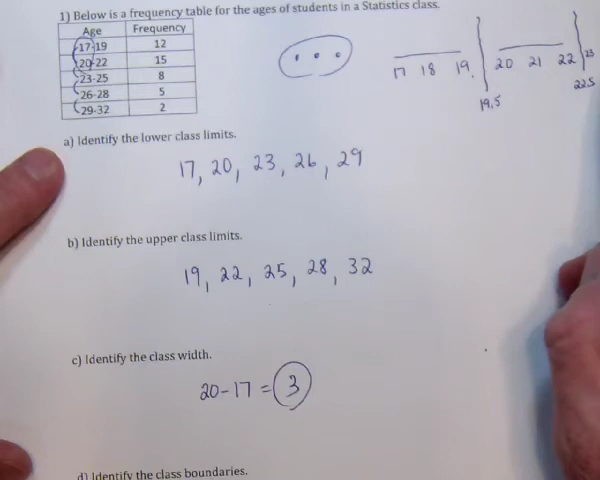 1) Below is a frequency table for the ages of students in a Statistics class.
Age Frequency
17-19 12
20-22 15
23-25 8
26-28 5
29-32 2
17 18 19. 20 21 22 23
19.5 22.5
a) Identify the lower class limits.
17, 20, 23, 26, 29
b) Identify the upper class limits.
19, 22, 25, 28, 32
c) Identify the class width.
20-17 = 3
d) Identify the class boundaries.